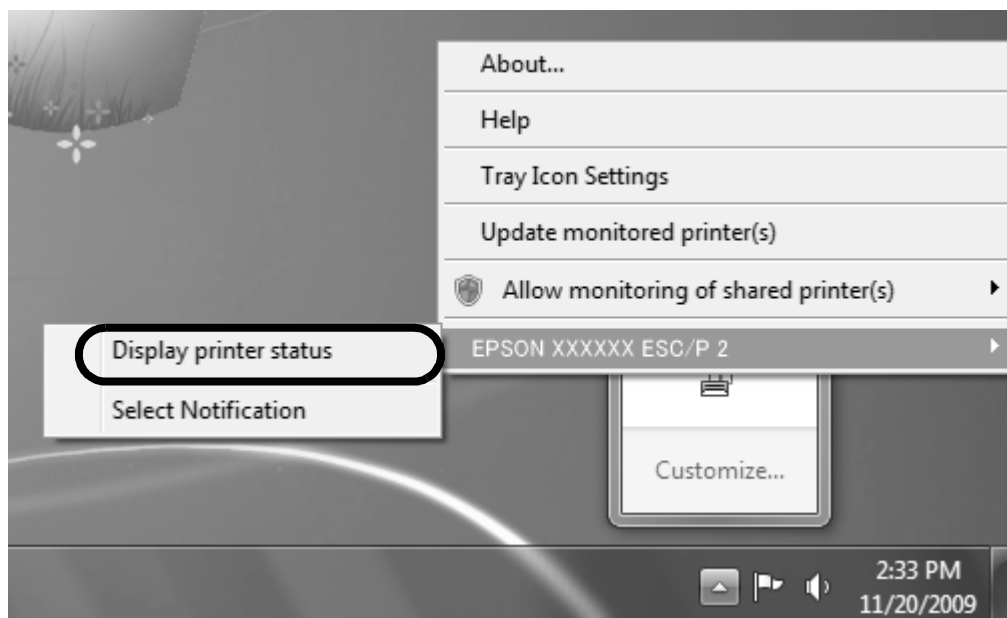 About...
Help
Tray Icon Settings
Update monitored printer(s)
Allow monitoring of shared printer(s)
EPSON XXXXXX ESC/P 2
Display printer status
Select Notification
Customize...
2:33 PM
11/20/2009